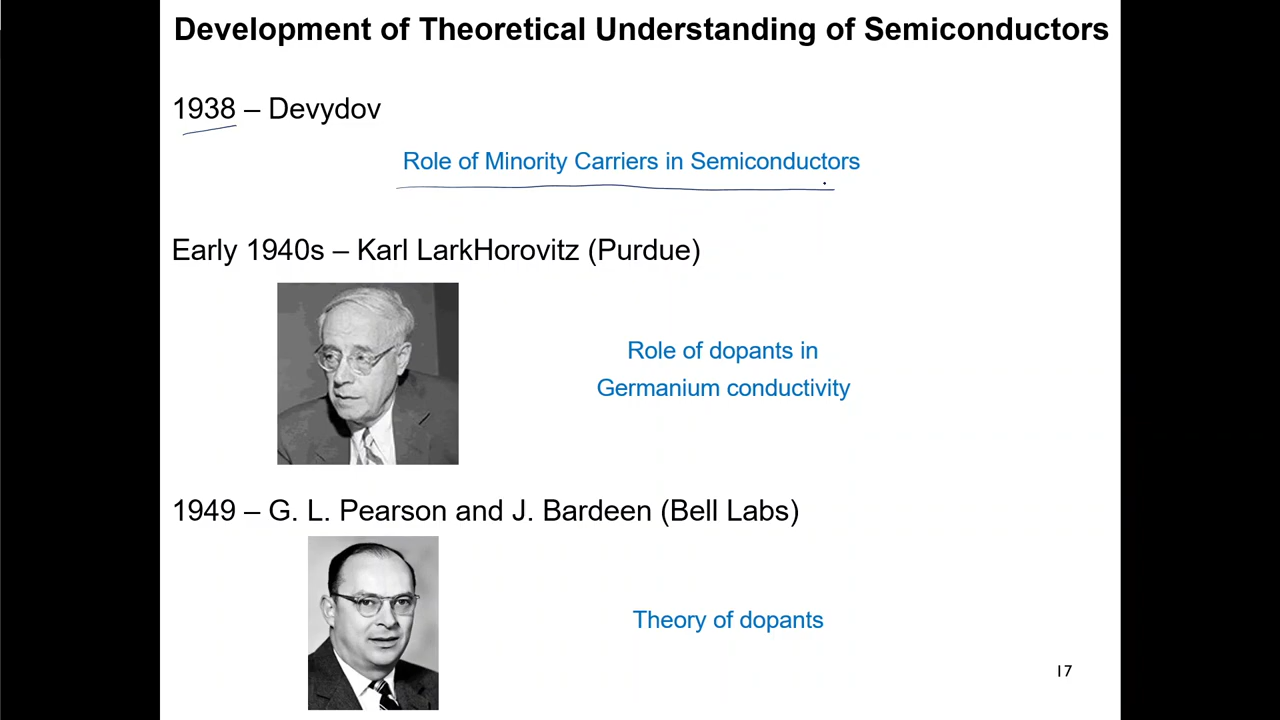 Development of Theoretical Understanding of Semiconductors
1938 – Devydov
Role of Minority Carriers in Semiconductors
Early 1940s – Karl LarkHorovitz (Purdue)
Role of dopants in
Germanium conductivity
1949 – G. L. Pearson and J. Bardeen (Bell Labs)
Theory of dopants
17